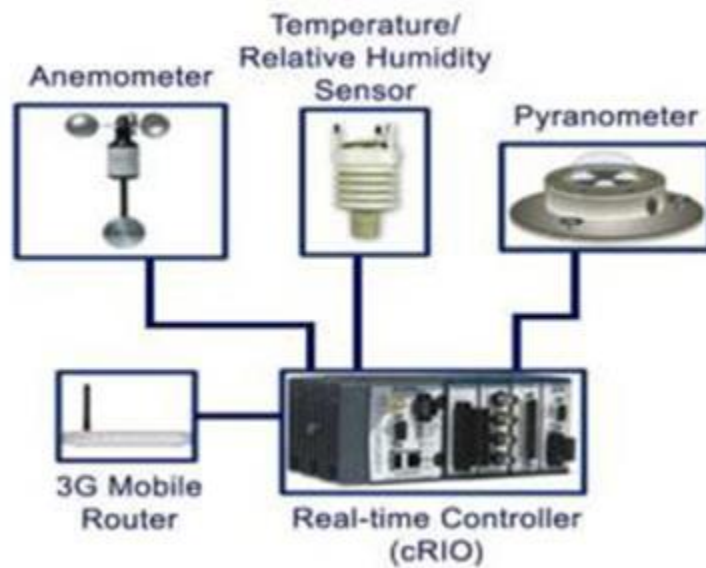 Temperature/
Relative Humidity
Sensor
Anemometer
Pyranometer
3G Mobile
Router
Real-time Controller
(cRIO)